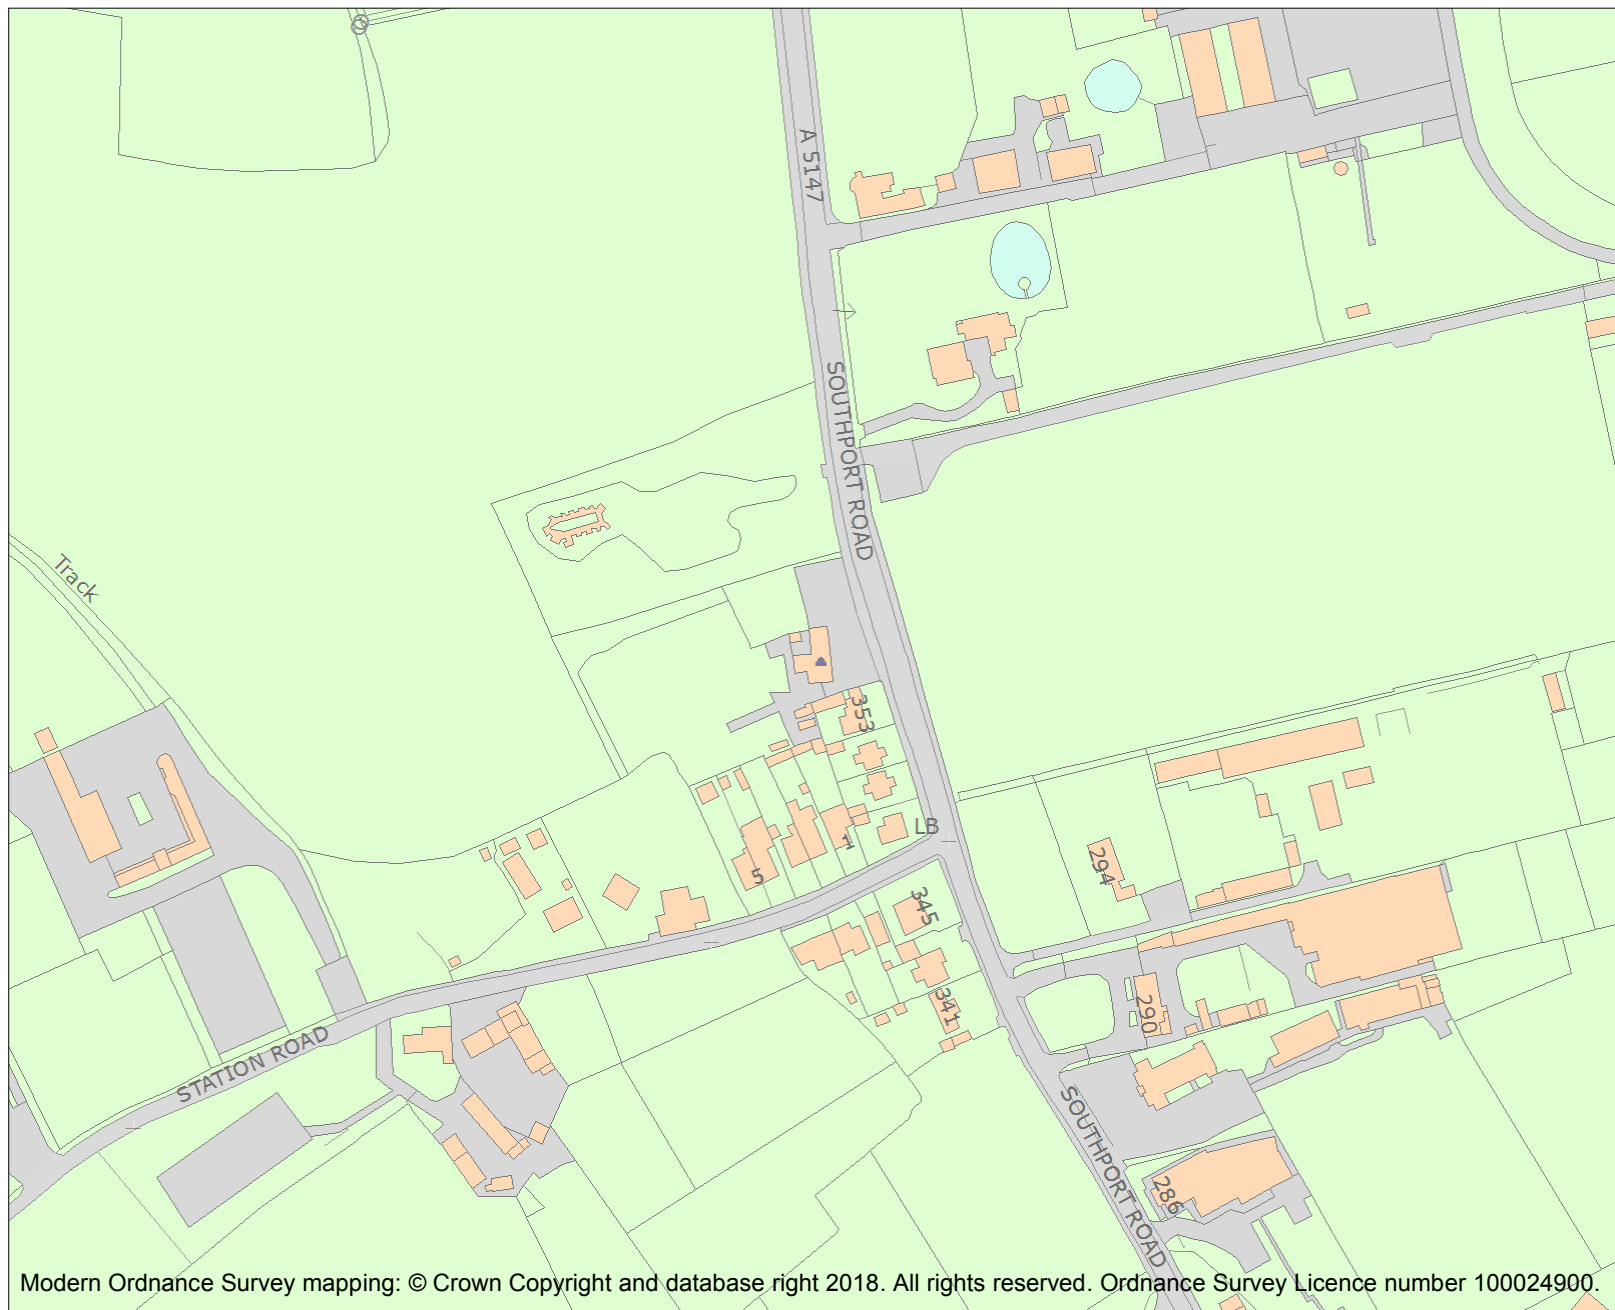 A 5147
SOUTHPORT ROAD
Track
353
LB
1
5
294
345
341
290
STATION ROAD
SOUTHPORT ROAD
286
Modern Ordnance Survey mapping: © Crown Copyright and database right 2018. All rights reserved. Ordnance Survey Licence number 100024900.